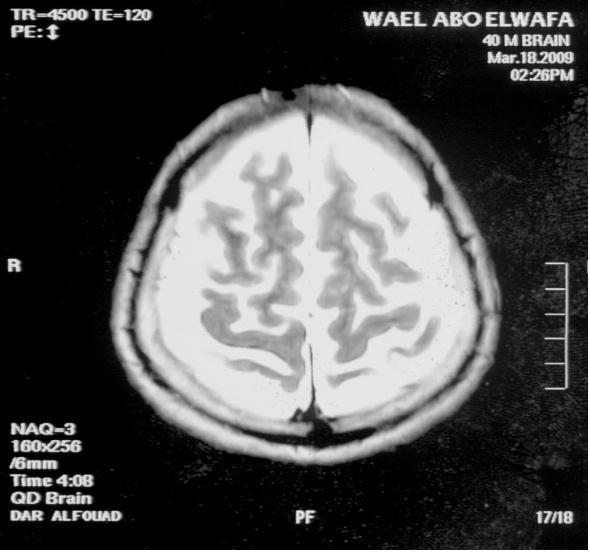 TR=4500 TE=120
PE:↕
WAEL ABO ELWAFA
40 M BRAIN
Mar.18.2009
02:26PM
R
NAQ=3
160x256
/6mm
Time 4:08
QD Brain
DAR ALFOUAD
PF
17/18